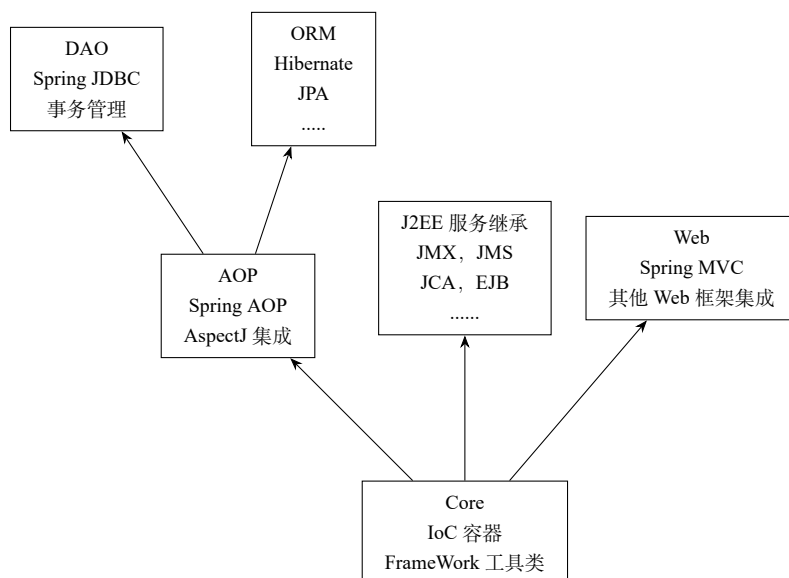 DAO
Spring JDBC
事务管理
ORM
Hibernate
JPA
.....
J2EE 服务继承
JMX，JMS
JCA，EJB
......
Web
Spring MVC
其他 Web 框架集成
AOP
Spring AOP
AspectJ 集成
Core
IoC 容器
FrameWork 工具类